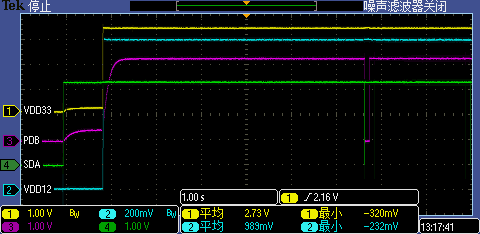 Tek 停止 噪声滤波器关闭
1 VDD33
3 PDB
4 SDA
2 VDD12
1.00 s 1 2.16 V
1 1.00 V BW 2 200mV BW 1 平均 2.73 V 1 最小 -320mV
3 1.00 V 4 1.00 V 2 平均 989mV 2 最小 -232mV 13:17:41